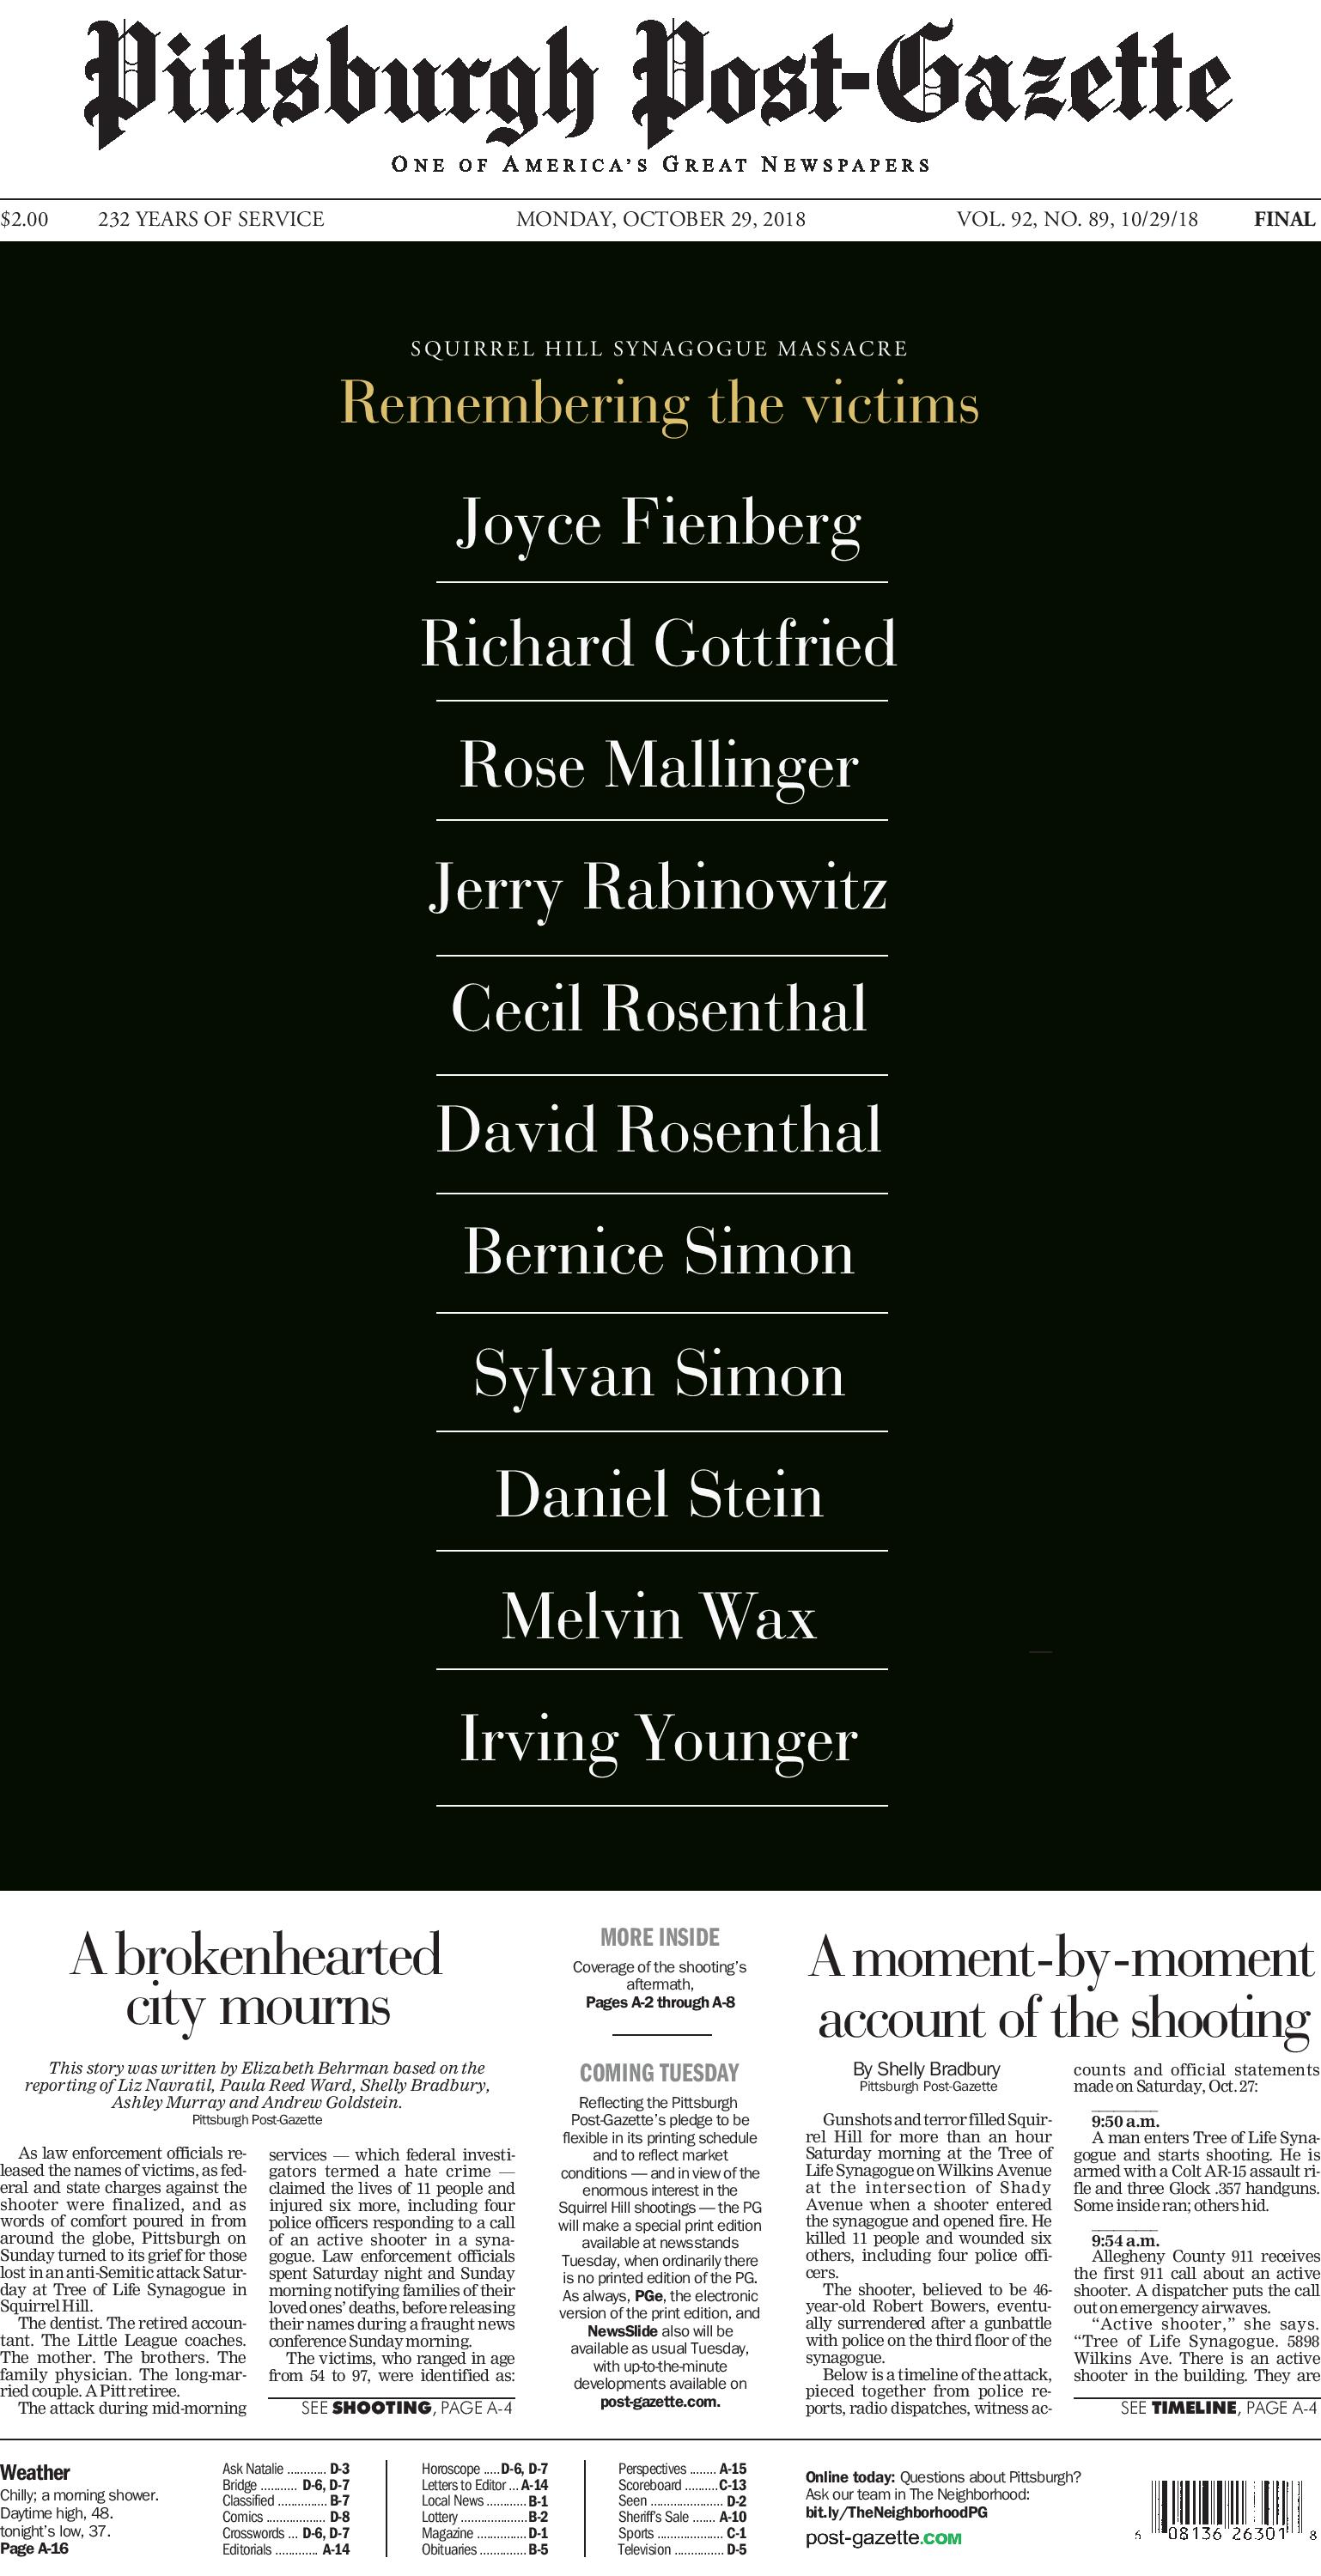 Pittsburgh Post-Gazette
ONE OF AMERICA'S GREAT NEWSPAPERS
$2.00 232 YEARS OF SERVICE MONDAY, OCTOBER 29, 2018 VOL. 92, NO. 89, 10/29/18 FINAL
SQUIRREL HILL SYNAGOGUE MASSACRE
Remembering the victims
Joyce Fienberg
Richard Gottfried
Rose Mallinger
Jerry Rabinowitz
Cecil Rosenthal
David Rosenthal
Bernice Simon
Sylvan Simon
Daniel Stein
Melvin Wax
Irving Younger
A brokenhearted
city mourns
This story was written by Elizabeth Behrman based on the
reporting of Liz Navratil, Paula Reed Ward, Shelly Bradbury,
Ashley Murray and Andrew Goldstein.
Pittsburgh Post-Gazette
As law enforcement officials re-
leased the names of victims, as fed-
eral and state charges against the
shooter were finalized, and as
words of comfort poured in from
around the globe, Pittsburgh on
Sunday turned to its grief for those
lost in an anti-Semitic attack Satur-
day at Tree of Life Synagogue in
Squirrel Hill.
The dentist. The retired accoun-
tant. The Little League coaches.
The mother. The brothers. The
family physician. The long-mar-
ried couple. A Pitt retiree.
The attack during mid-morning
services — which federal investi-
gators termed a hate crime —
claimed the lives of 11 people and
injured six more, including four
police officers responding to a call
of an active shooter in a syna-
gogue. Law enforcement officials
spent Saturday night and Sunday
morning notifying families of their
loved ones' deaths, before releasing
their names during a fraught news
conference Sunday morning.
The victims, who ranged in age
from 54 to 97, were identified as:
SEE SHOOTING, PAGE A-4
MORE INSIDE
Coverage of the shooting's
aftermath,
Pages A-2 through A-8
COMING TUESDAY
Reflecting the Pittsburgh
Post-Gazette's pledge to be
flexible in its printing schedule
and to reflect market
conditions — and in view of the
enormous interest in the
Squirrel Hill shootings — the PG
will make a special print edition
available at newsstands
Tuesday, when ordinarily there
is no printed edition of the PG.
As always, PGe, the electronic
version of the print edition, and
NewsSlide also will be
available as usual Tuesday,
with up-to-the-minute
developments available on
post-gazette.com.
A moment-by-moment
account of the shooting
By Shelly Bradbury
Pittsburgh Post-Gazette
Gunshots and terror filled Squir-
rel Hill for more than an hour
Saturday morning at the Tree of
Life Synagogue on Wilkins Avenue
at the intersection of Shady
Avenue when a shooter entered
the synagogue and opened fire. He
killed 11 people and wounded six
others, including four police offi-
cers.
The shooter, believed to be 46-
year-old Robert Bowers, eventu-
ally surrendered after a gunbattle
with police on the third floor of the
synagogue.
Below is a timeline of the attack,
pieced together from police re-
ports, radio dispatches, witness ac-
counts and official statements
made on Saturday, Oct. 27:
9:50 a.m.
A man enters Tree of Life Syna-
gogue and starts shooting. He is
armed with a Colt AR-15 assault ri-
fle and three Glock .357 handguns.
Some inside ran; others hid.
9:54 a.m.
Allegheny County 911 receives
the first 911 call about an active
shooter. A dispatcher puts the call
out on emergency airwaves.
"Active shooter," she says.
"Tree of Life Synagogue. 5898
Wilkins Ave. There is an active
shooter in the building. They are
SEE TIMELINE, PAGE A-4
Weather
Chilly; a morning shower.
Daytime high, 48.
tonight's low, 37.
Page A-16
Ask Natalie ............ D-3
Bridge ........... D-6, D-7
Classified ............... B-7
Comics .................. D-8
Crosswords ... D-6, D-7
Editorials ............. A-14
Horoscope ..... D-6, D-7
Letters to Editor ... A-14
Local News ............ B-1
Lottery .................... B-2
Magazine ............... D-1
Obituaries .............. B-5
Perspectives ........ A-15
Scoreboard .......... C-13
Seen ...................... D-2
Sheriff's Sale ....... A-10
Sports .................... C-1
Television ............... D-5
Online today: Questions about Pittsburgh?
Ask our team in The Neighborhood:
bit.ly/TheNeighborhoodPG
post-gazette.COM
6 08136 26301 8